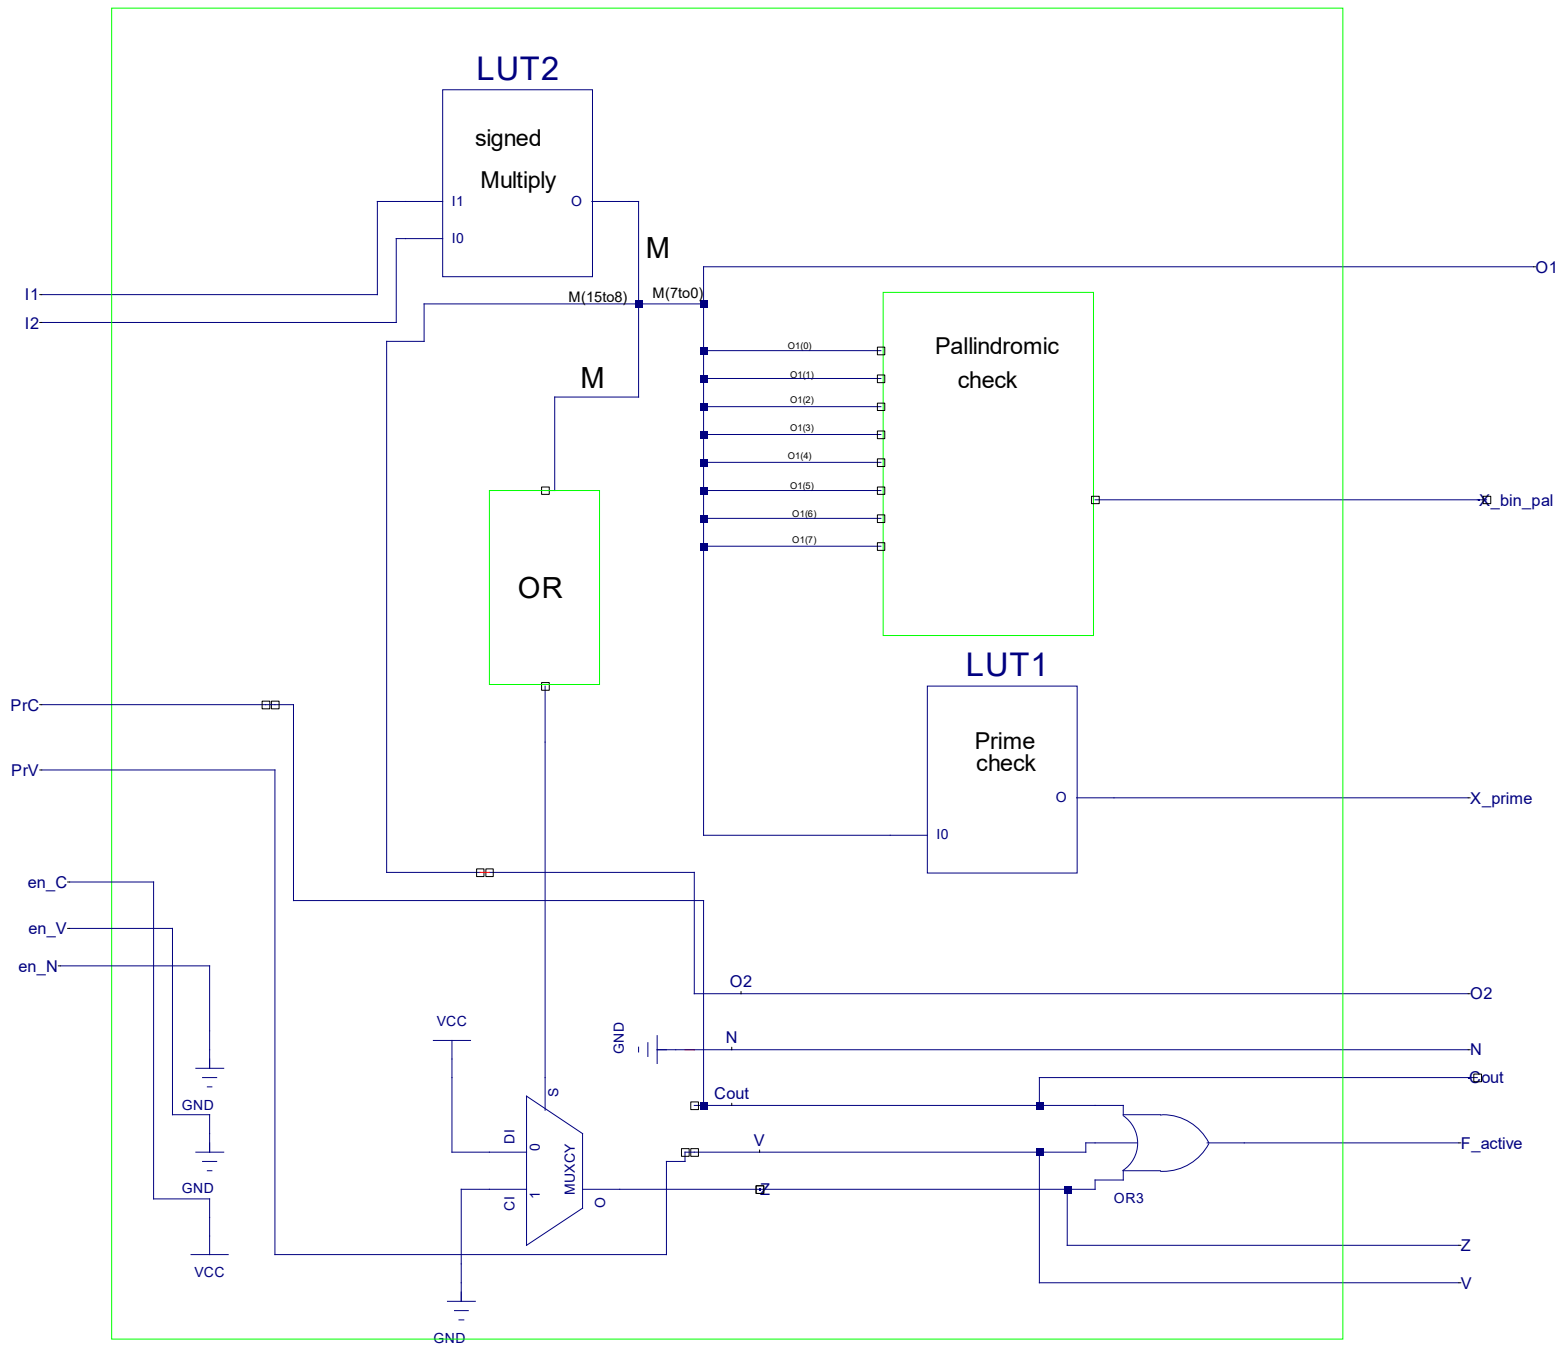 LUT2
signed
Multiply
I1
O
I0
M
I1
I2
M(15to8)
M(7to0)
O1
O1(0)
O1(1)
O1(2)
O1(3)
O1(4)
O1(5)
O1(6)
O1(7)
Pallindromic
check
X_bin_pal
M
OR
LUT1
Prime
check
O
I0
X_prime
PrC
PrV
en_C
en_V
en_N
O2
O2
VCC
GND
N
N
Cout
Cout
GND
GND
VCC
S
DI
0
CI
1
MUXCY
O
V
Z
OR3
F_active
Z
V
GND